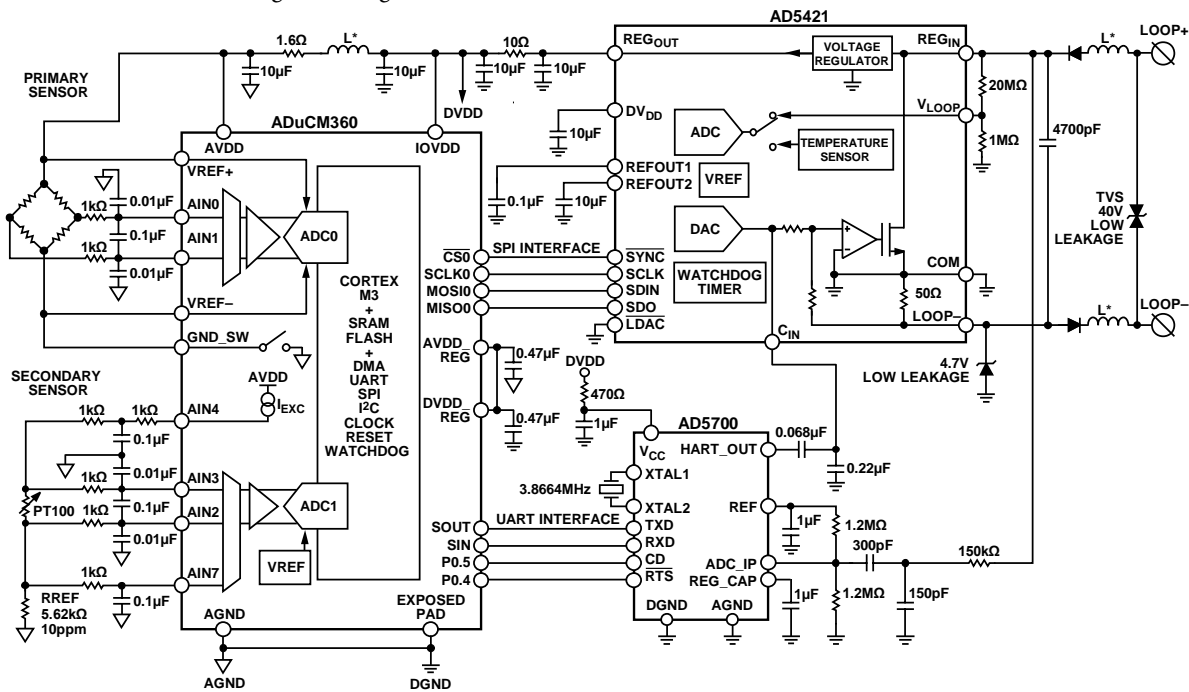 AD5421
LOOP+
1.6Ω
L*
10Ω
REGOUT
VOLTAGE
REGULATOR
REGIN
L*
10µF
10µF
10µF
10µF
20MΩ
PRIMARY
SENSOR
DVDD
ADuCM360
DVDD
ADC
VLOOP
4700pF
AVDD
IOVDD
10µF
TEMPERATURE
SENSOR
1MΩ
VREF+
REFOUT1
REFOUT2
VREF
0.01µF
0.1µF
10µF
TVS
40V
LOW
LEAKAGE
1kΩ
AIN0
0.1µF
AIN1
ADC0
DAC
1kΩ
0.01µF
CS0
SPI INTERFACE
SYNC
SCLK0
SCLK
WATCHDOG
TIMER
COM
CORTEX
M3
+
SRAM
FLASH
+
DMA
UART
SPI
I2C
CLOCK
RESET
WATCHDOG
MOSI0
SDIN
50Ω
VREF–
MISO0
SDO
LOOP–
LOOP–
L*
GND_SW
LDAC
CIN
AVDD_
REG
0.47µF
DVDD
4.7V
LOW LEAKAGE
SECONDARY
SENSOR
AVDD
470Ω
1kΩ
1kΩ
AIN4
IEXC
DVDD_
REG
0.47µF
1µF
AD5700
0.1µF
VCC
HART_OUT
0.068µF
0.22µF
0.01µF
XTAL1
1kΩ
AIN3
3.8664MHz
PT100
0.1µF
ADC1
XTAL2
REF
1kΩ
AIN2
1µF
1.2MΩ
0.01µF
SOUT
UART INTERFACE
TXD
300pF
150kΩ
SIN
RXD
VREF
P0.5
CD
ADC_IP
1kΩ
AIN7
P0.4
RTS
REG_CAP
RREF
5.62kΩ
10ppm
0.1µF
1µF
1.2MΩ
150pF
AGND
EXPOSED
PAD
DGND
AGND
AGND
DGND